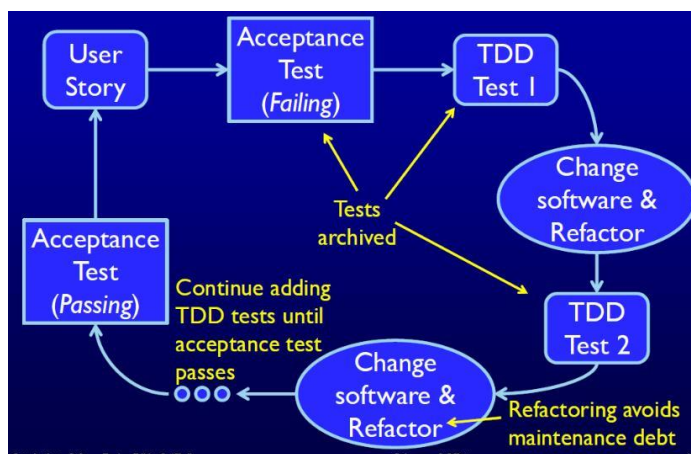 User
Story
Acceptance
Test
(Failing)
TDD
Test 1
Change
software &
Refactor
Tests
archived
Acceptance
Test
(Passing)
Continue adding
TDD tests until
acceptance test
passes
TDD
Test 2
Change
software &
Refactor
Refactoring avoids
maintenance debt